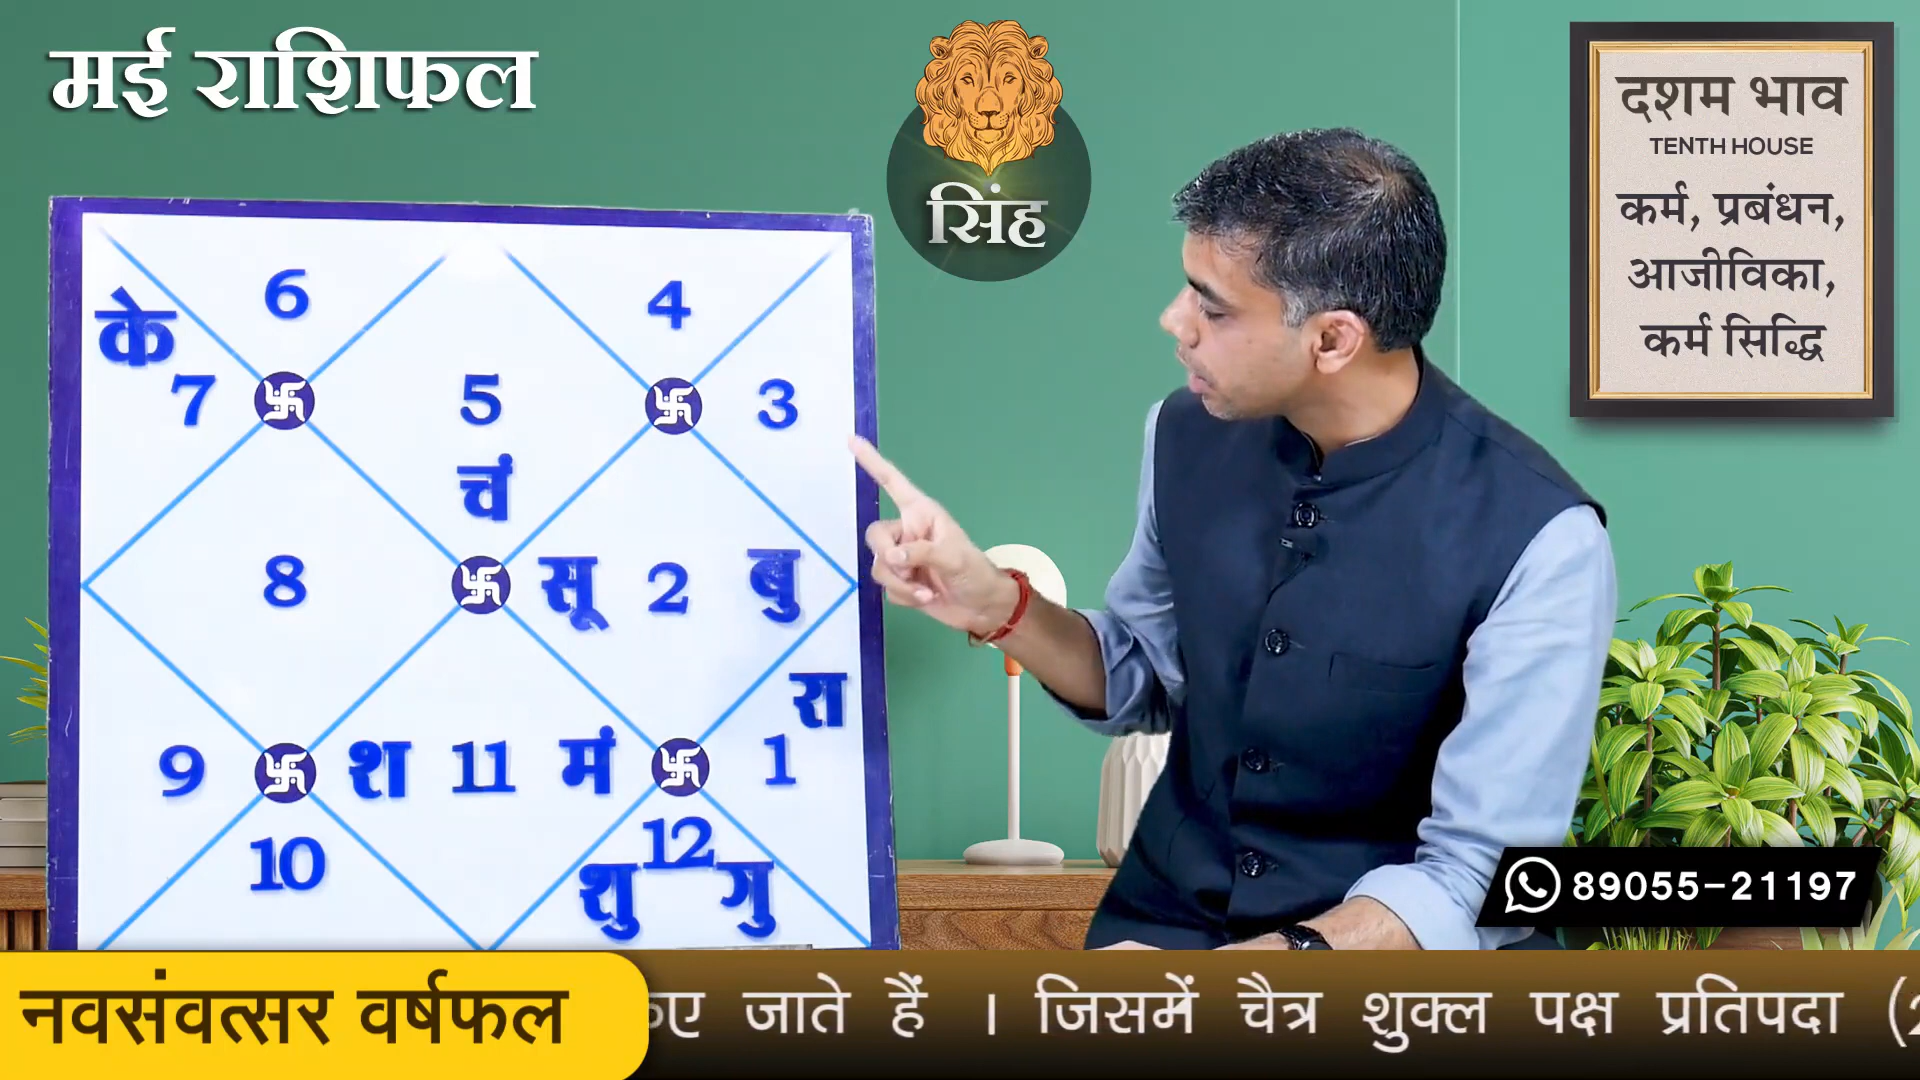 मई राशिफल
सिंह
दशम भाव
TENTH HOUSE
कर्म, प्रबंधन,
आजीविका,
कर्म सिद्धि
6
4
के
7
5
3
चं
8
सू 2 बु
रा
9
श 11 मं
1
10
12
शु
गु
89055-21197
नवसंवत्सर वर्षफल
जाते हैं । जिसमें चैत्र शुक्ल पक्ष प्रतिपदा